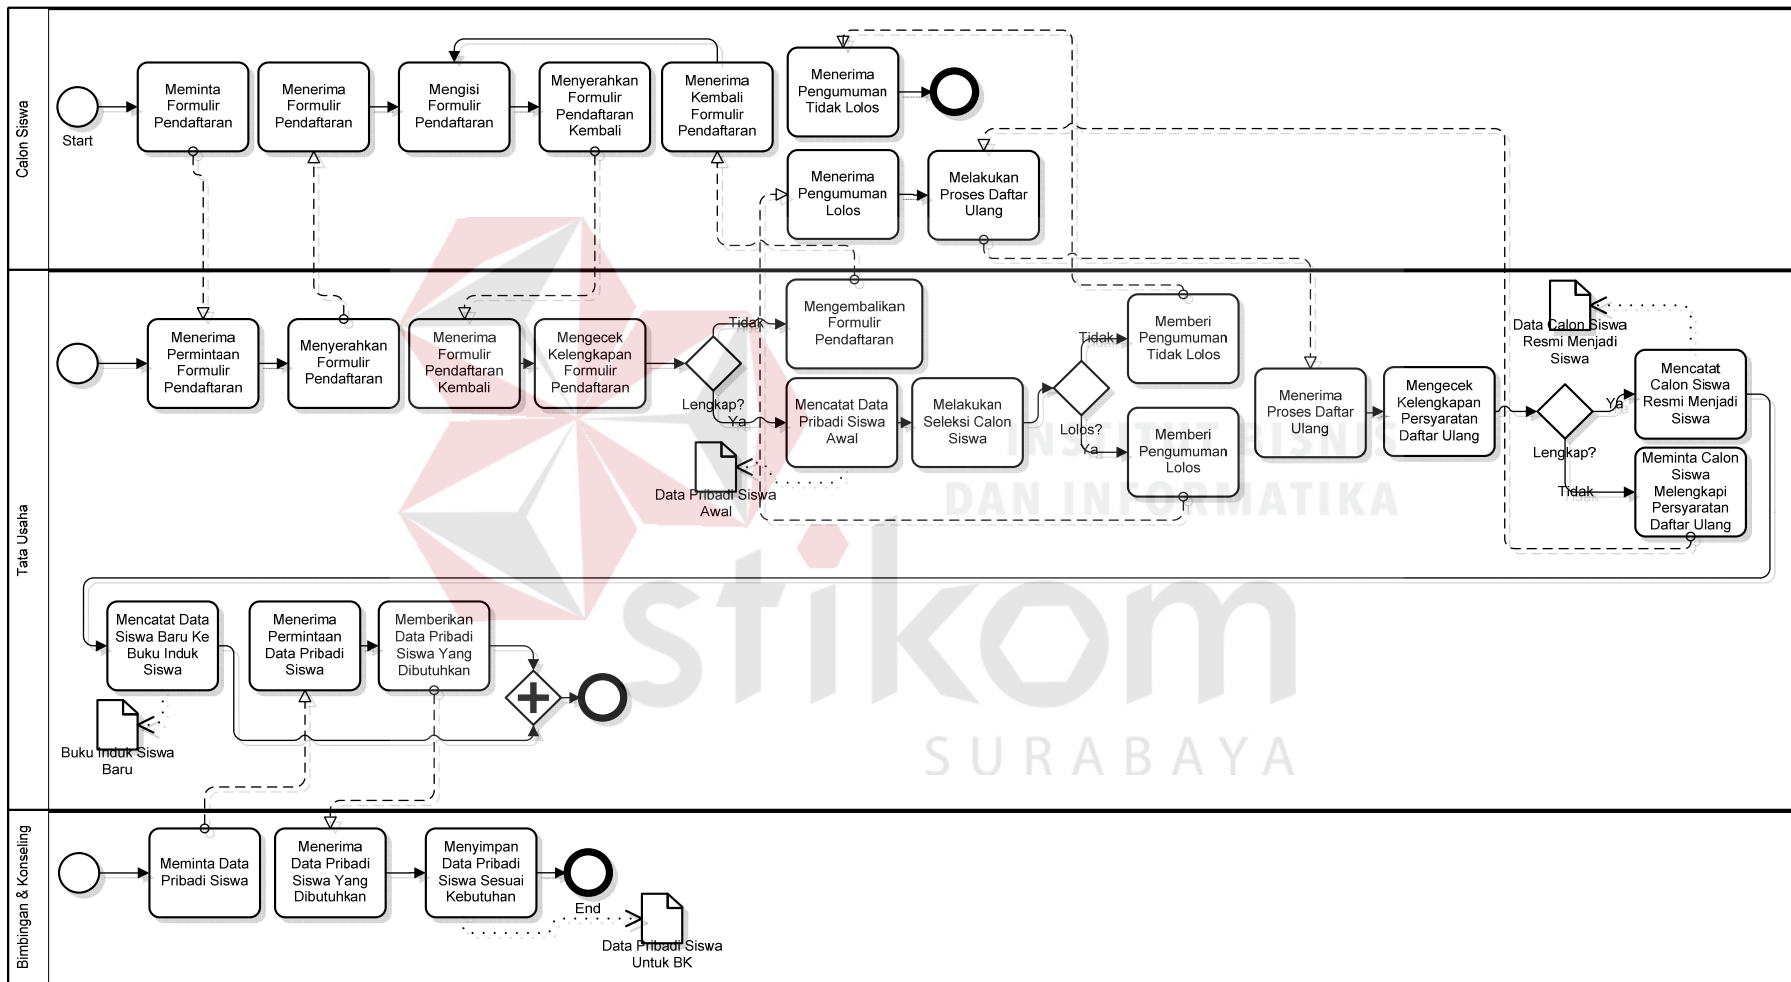 Calon Siswa
Start
Meminta
Formulir
Pendaftaran
Menerima
Formulir
Pendaftaran
Mengisi
Formulir
Pendaftaran
Menyerahkan
Formulir
Pendaftaran
Kembali
Menerima
Kembali
Formulir
Pendaftaran
Menerima
Pengumuman
Tidak Lolos
Menerima
Pengumuman
Lolos
Melakukan
Proses Daftar
Ulang
Tata Usaha
Menerima
Permintaan
Formulir
Pendaftaran
Menyerahkan
Formulir
Pendaftaran
Menerima
Formulir
Pendaftaran
Kembali
Mengecek
Kelengkapan
Formulir
Pendaftaran
Lengkap?
Tidak
Ya
Mengembalikan
Formulir
Pendaftaran
Mencatat Data
Pribadi Siswa
Awal
Data Pribadi Siswa
Awal
Melakukan
Seleksi Calon
Siswa
Lolos?
Tidak
Ya
Memberi
Pengumuman
Tidak Lolos
Memberi
Pengumuman
Lolos
Menerima
Proses Daftar
Ulang
Mengecek
Kelengkapan
Persyaratan
Daftar Ulang
Lengkap?
Ya
Tidak
Data Calon Siswa
Resmi Menjadi
Siswa
Mencatat
Calon Siswa
Resmi Menjadi
Siswa
Meminta Calon
Siswa
Melengkapi
Persyaratan
Daftar Ulang
Mencatat Data
Siswa Baru Ke
Buku Induk
Siswa
Buku Induk Siswa
Baru
Menerima
Permintaan
Data Pribadi
Siswa
Memberikan
Data Pribadi
Siswa Yang
Dibutuhkan
Bimbingan & Konseling
Meminta Data
Pribadi Siswa
Menerima
Data Pribadi
Siswa Yang
Dibutuhkan
Menyimpan
Data Pribadi
Siswa Sesuai
Kebutuhan
End
Data Pribadi Siswa
Untuk BK
INSTITUT BISNIS
DAN INFORMATIKA
stikom
SURABAYA